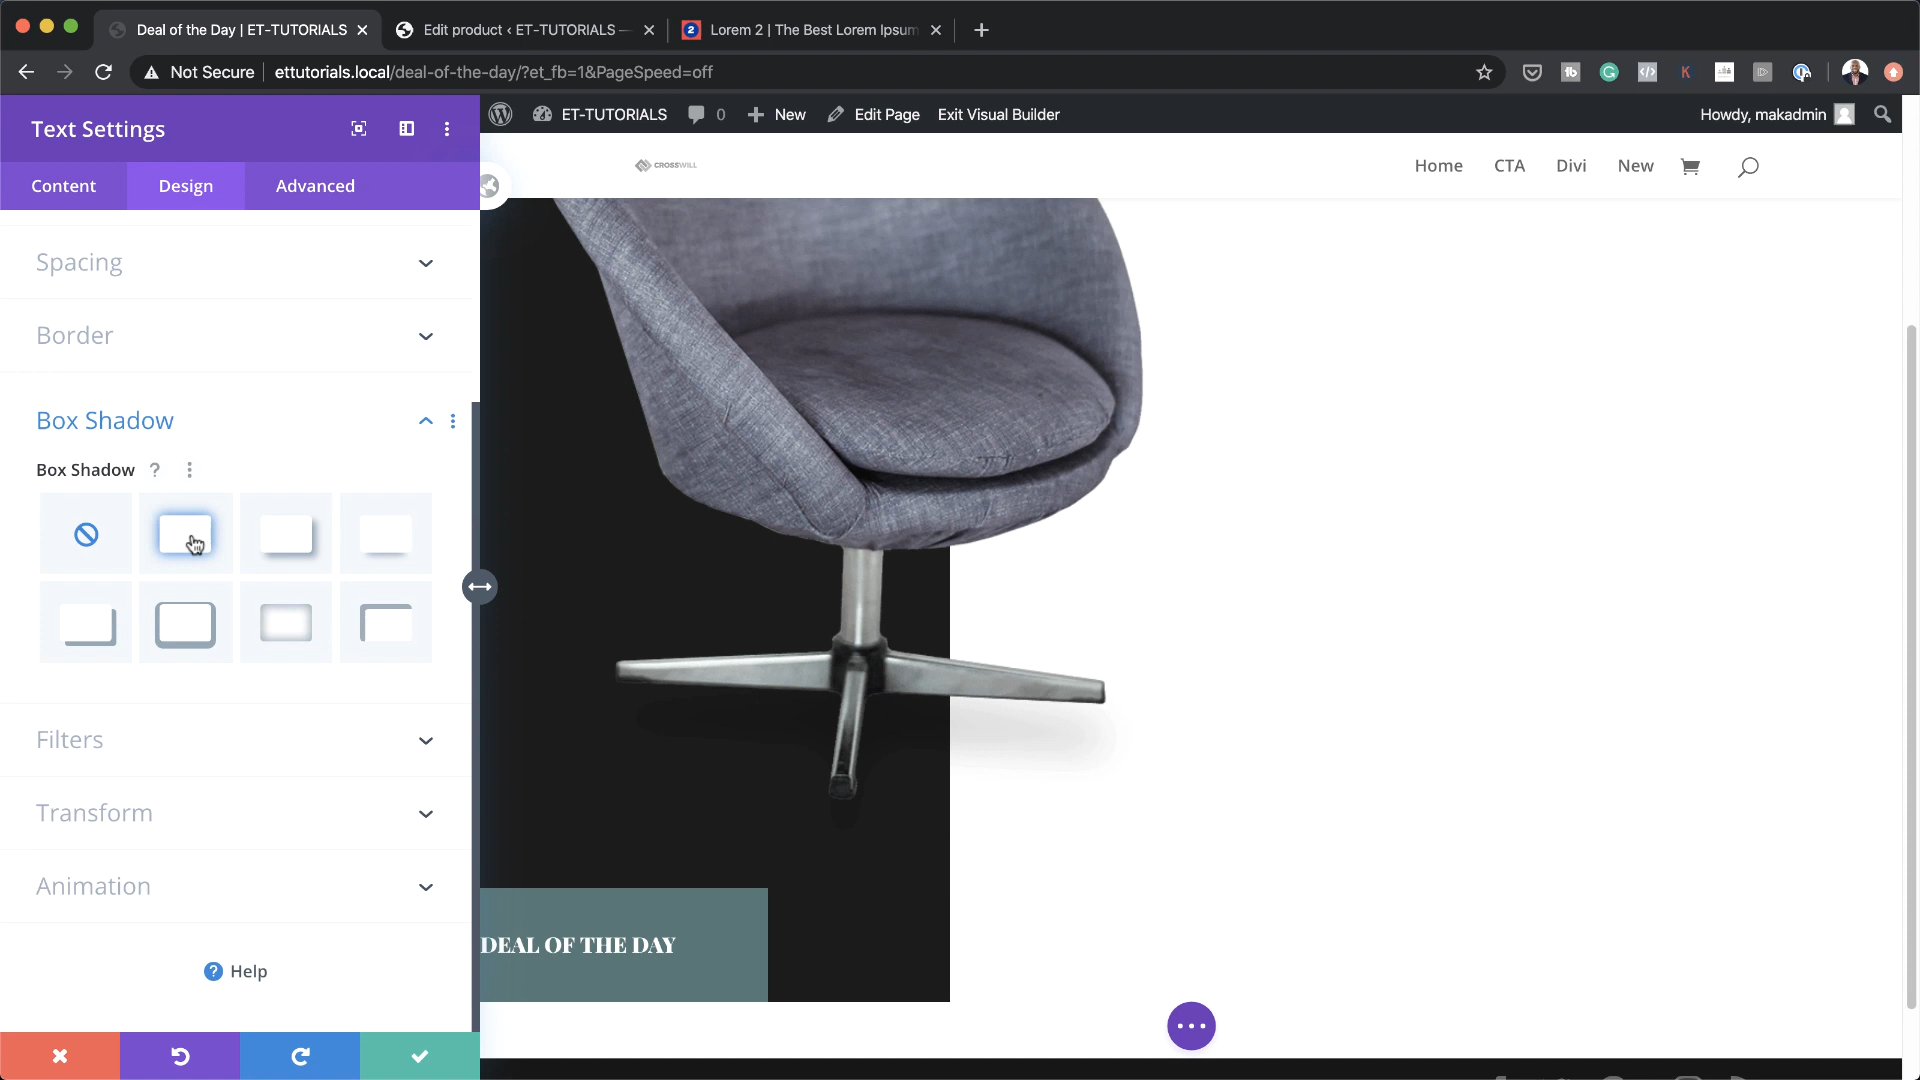 Deal of the Day | ET-TUTORIALS
Edit product ‹ ET-TUTORIALS —
2
Lorem 2 | The Best Lorem Ipsum
Not Secure
ettutorials.local/deal-of-the-day/?et_fb=1&PageSpeed=off
Text Settings
ET-TUTORIALS
0
New
Edit Page
Exit Visual Builder
Howdy, makadmin
Content
Design
Advanced
CROSSWILL
Home
CTA
Divi
New
Spacing
Border
Box Shadow
Box Shadow
?
Filters
Transform
Animation
DEAL OF THE DAY
? Help